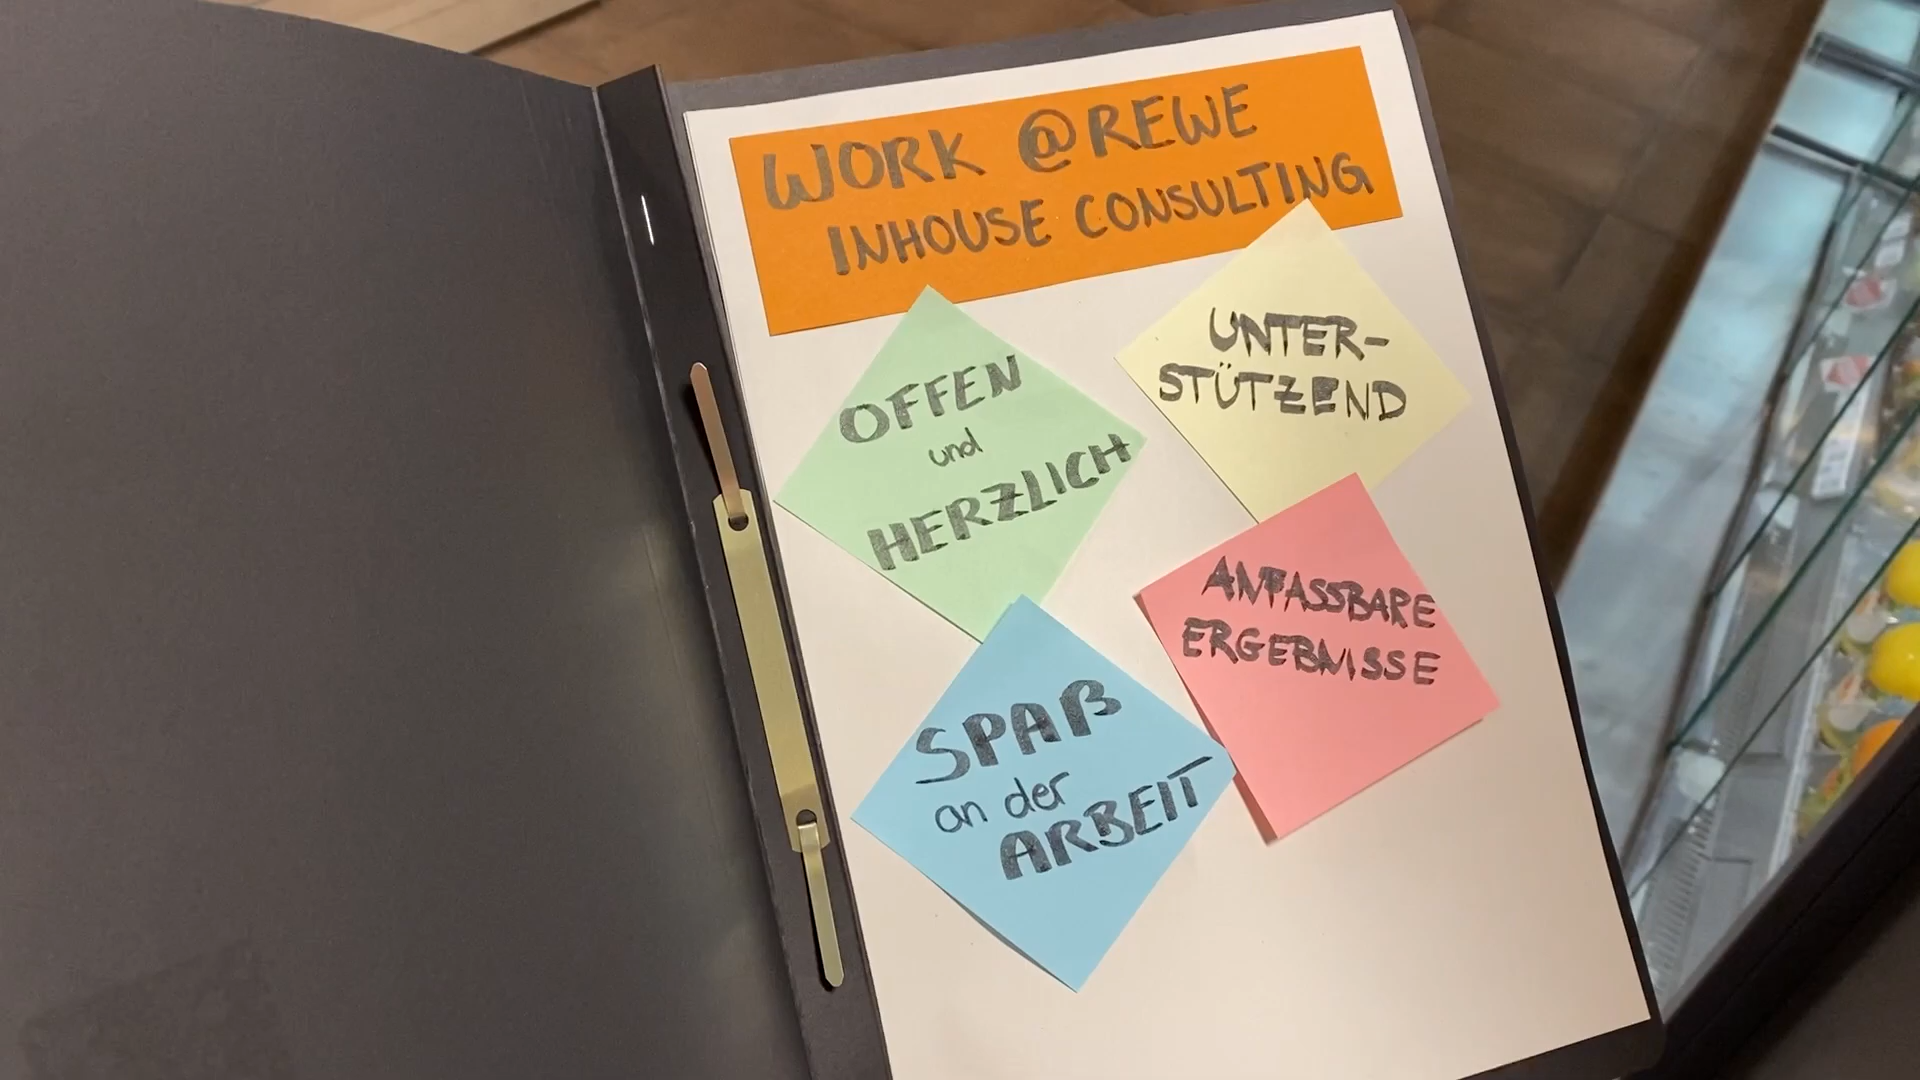 WORK @REWE
INHOUSE CONSULTING
OFFEN
und
HERZLICH
UNTER-
STÜTZEND
SPAß
an der
ARBEIT
ANFASSBARE
ERGEBNISSE